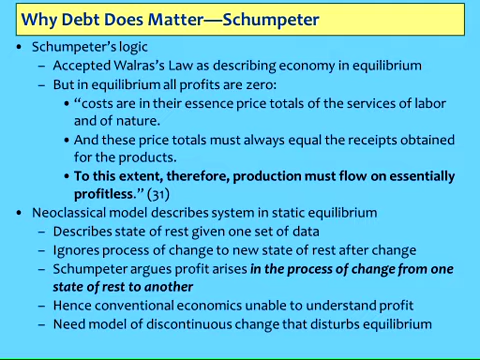 Why Debt Does Matter—Schumpeter
• Schumpeter's logic
– Accepted Walras's Law as describing economy in equilibrium
– But in equilibrium all profits are zero:
• “costs are in their essence price totals of the services of labor
and of nature.
• And these price totals must always equal the receipts obtained
for the products.
• To this extent, therefore, production must flow on essentially
profitless.” (31)
• Neoclassical model describes system in static equilibrium
– Describes state of rest given one set of data
– Ignores process of change to new state of rest after change
– Schumpeter argues profit arises in the process of change from one
state of rest to another
– Hence conventional economics unable to understand profit
– Need model of discontinuous change that disturbs equilibrium